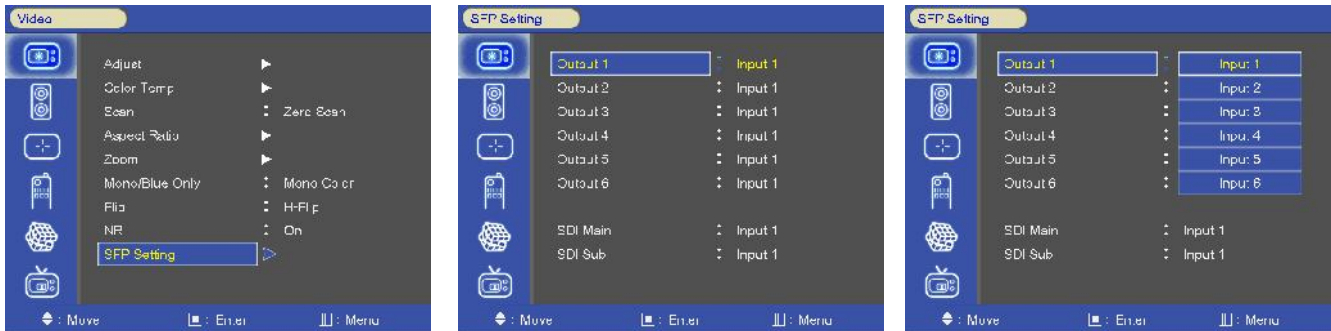 Video
Adjust
Color Temp
Scan : Zero Scan
Aspect Ratio
Zoom
Mono/Blue Only : Mono Color
Flip : H-Flip
NR : On
SFP Setting
: Move : Enter : Menu
SFP Setting
Output 1 : Input 1
Output 2 : Input 1
Output 3 : Input 1
Output 4 : Input 1
Output 5 : Input 1
Output 6 : Input 1
SDI Main : Input 1
SDI Sub : Input 1
: Move : Enter : Menu
SFP Setting
Output 1 : Input 1
Output 2 : Input 2
Output 3 : Input 3
Output 4 : Input 4
Output 5 : Input 5
Output 6 : Input 6
SDI Main : Input 1
SDI Sub : Input 1
: Move : Enter : Menu